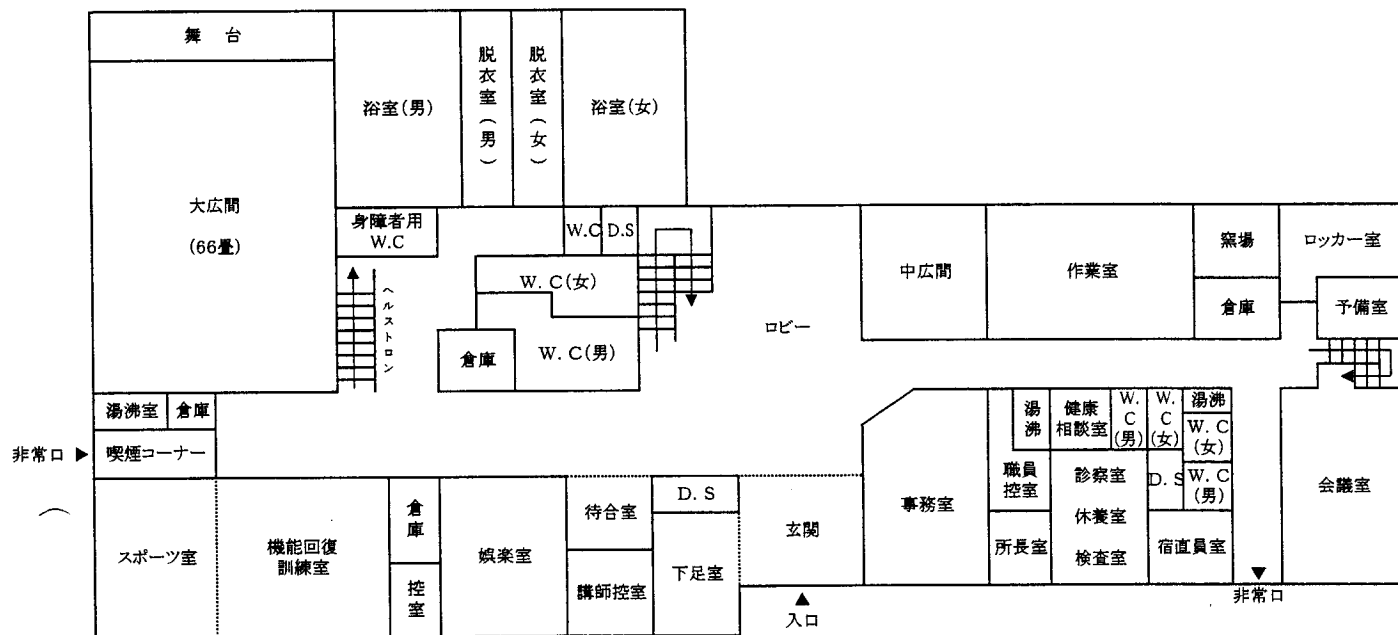 舞 台
浴室(男)
脱衣室(男)
脱衣室(女)
浴室(女)
大広間
(66畳)
身障者用
W.C
W.C
D.S
W.C(女)
W.C(男)
倉庫
ヘルストロン
ロビー
中広間
作業室
窯場
倉庫
ロッカー室
予備室
湯沸室
倉庫
喫煙コーナー
非常口
湯沸
健康
相談室
W.C(男)
W.C(女)
湯沸
W.C
(女)
W.C
(男)
職員
控室
診察室
休養室
検査室
D.S
宿直員室
所長室
事務室
会議室
スポーツ室
機能回復
訓練室
倉庫
控室
娯楽室
待合室
講師控室
D.S
下足室
玄関
入口
非常口